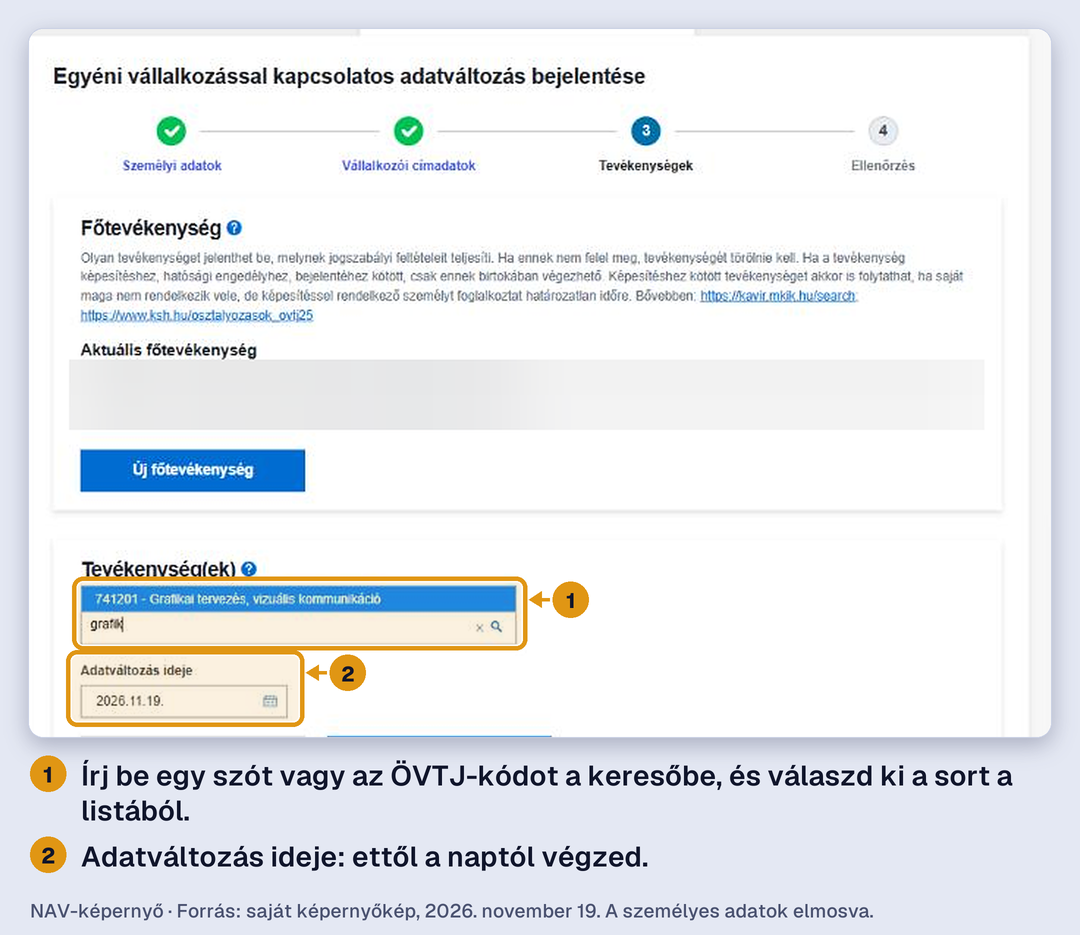 Egyéni vállalkozással kapcsolatos adatváltozás bejelentése
3
4
Személyi adatok
Vállalkozói címadatok
Tevékenységek
Ellenőrzés
Főtevékenység ?
Olyan tevékenységet jelenthet be, melynek jogszabályi feltételeit teljesíti. Ha ennek nem felel meg, tevékenységét törölnie kell. Ha a tevékenység
képesítéshez, hatósági engedélyhez, bejelentéhez kötött, csak ennek birtokában végezhető. Képesítéshez kötött tevékenységet akkor is folytathat, ha saját
maga nem rendelkezik vele, de képesítéssel rendelkező személyt foglalkoztat határozatlan időre. Bővebben: https://kavir.mkik.hu/search;
https://www.ksh.hu/osztalyozasok_ovtj25
Aktuális főtevékenység
Új főtevékenység
Tevékenység(ek) ?
741201 - Grafikai tervezés, vizuális kommunikáció
grafik
1
Adatváltozás ideje
2
2026.11.19.
1 Írj be egy szót vagy az ÖVTJ-kódot a keresőbe, és válaszd ki a sort a
listából.
2 Adatváltozás ideje: ettől a naptól végzed.
NAV-képernyő · Forrás: saját képernyőkép, 2026. november 19. A személyes adatok elmosva.